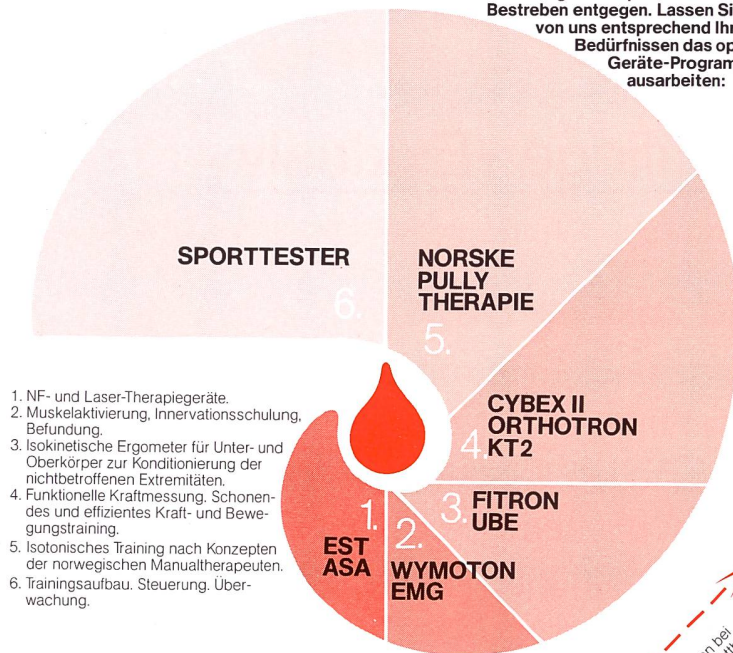 Bestreben entgegen. Lassen
von uns entsprechend
Bedürfnissen das
Geräte-Program
ausarbeiten:
SPORTTESTER
6.
NORSKE
PULLY
THERAPIE
5.
CYBEX II
ORTHOTRON
KT2
4.
3. FITRON
UBE
2.
WYMOTON
EMG
1.
EST
ASA
1. NF- und Laser-Therapiegeräte.
2. Muskelaktivierung, Innervationsschulung,
Befundung.
3. Isokinetische Ergometer für Unter- und
Oberkörper zur Konditionierung der
nichtbetroffenen Extremitäten.
4. Funktionelle Kraftmessung. Schonen-
des und effizientes Kraft- und Bewe-
gungstraining.
5. Isotonisches Training nach Konzepten
der norwegischen Manualtherapeuten.
6. Trainingsaufbau. Steuerung. Über-
wachung.
bei